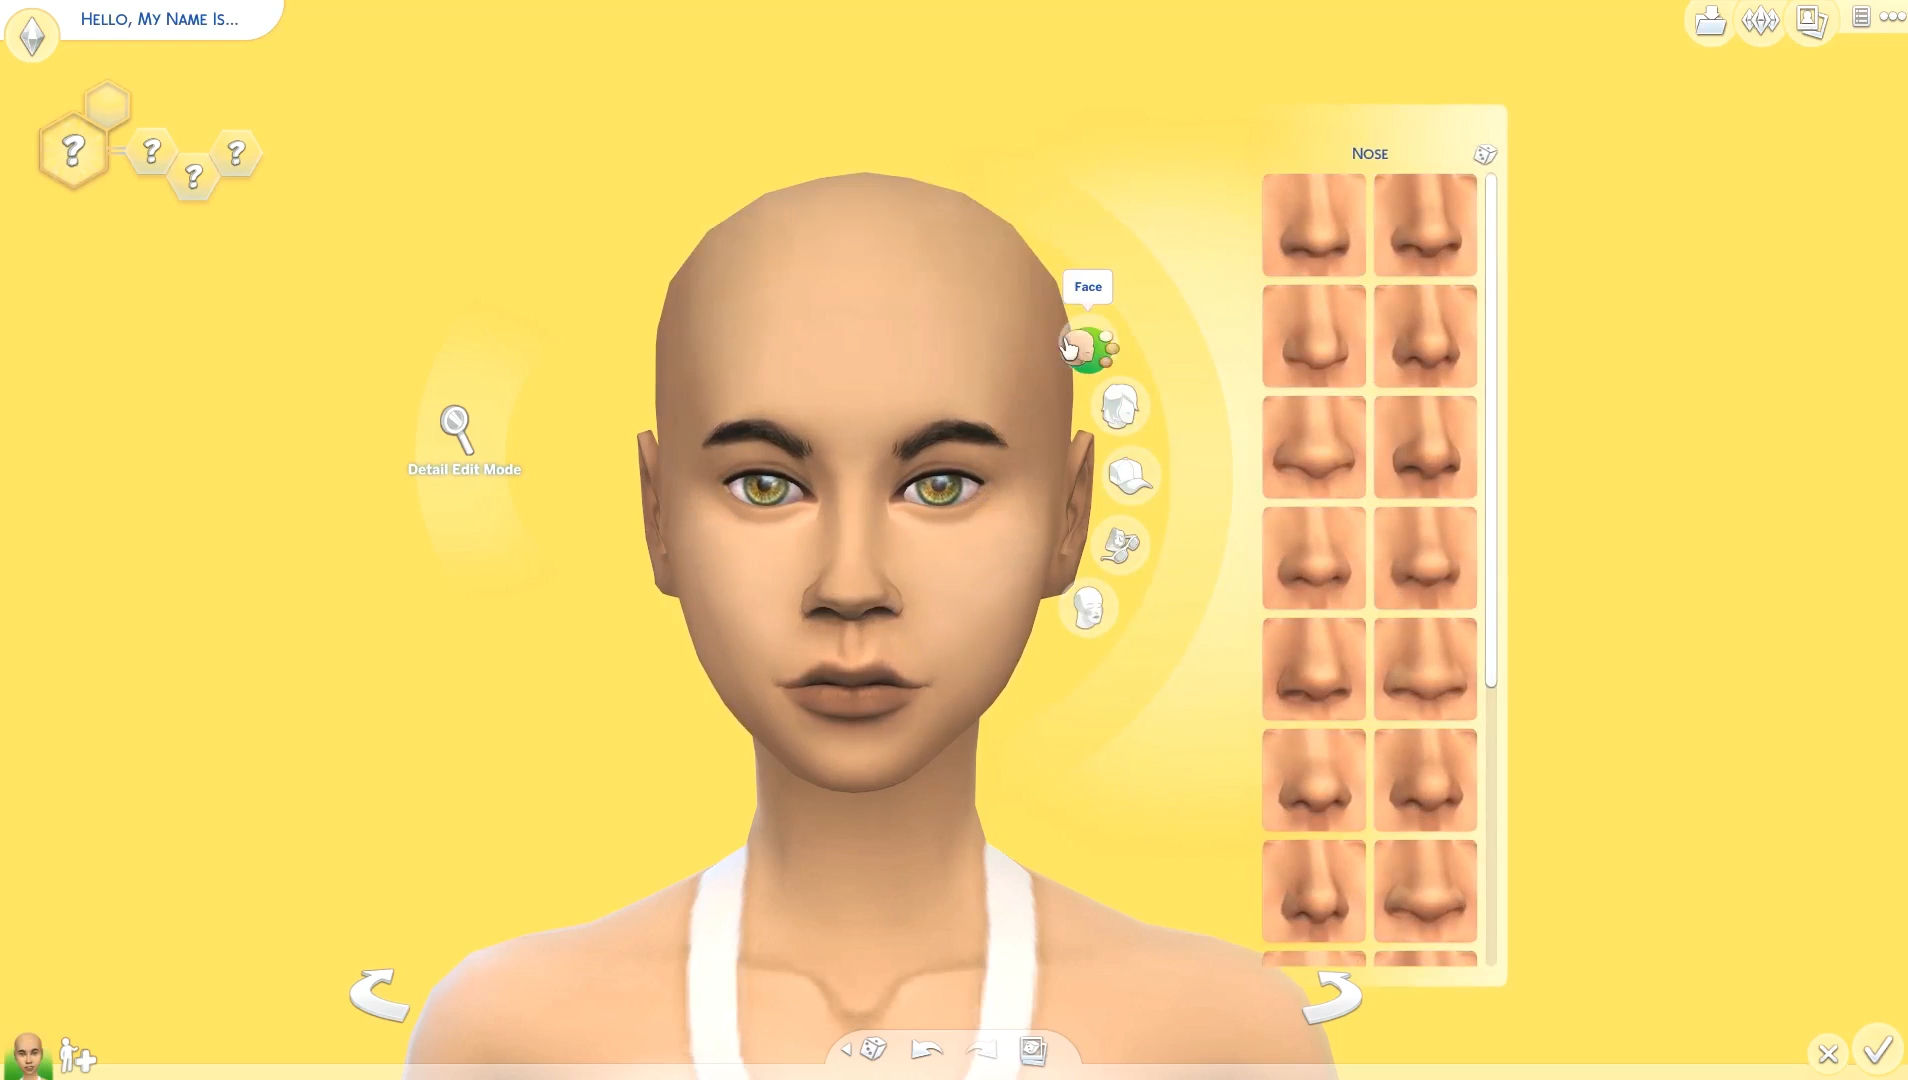 Hello, My Name Is...
?
?
?
?
Nose
Face
Detail Edit Mode